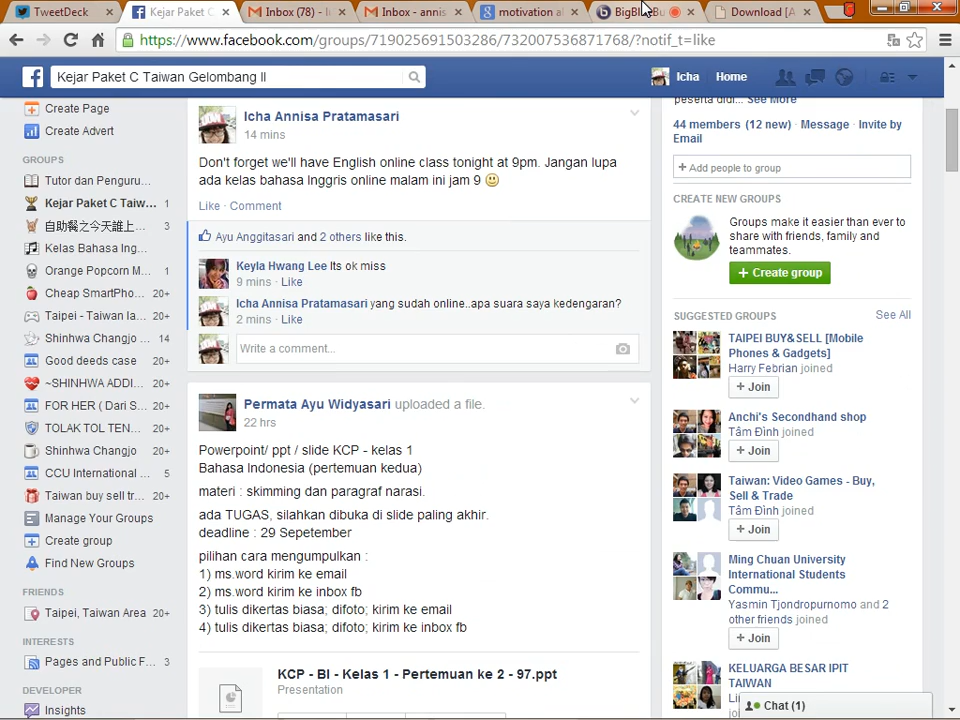 TweetDeck
Kejar Paket C
Inbox (78) - i
Inbox - annis
motivation al
Download [A
https://www.facebook.com/groups/719025691503286/732007536871768/?notif_t=like
Kejar Paket C Taiwan Gelombang II
Icha
Home
Create Page
Create Advert
GROUPS
Tutor dan Penguru...
Kejar Paket C Taiw... 1
自助餐之今天誰上... 3
Kelas Bahasa Ing...
Orange Popcorn M... 1
Cheap SmartPho... 20+
Taipei - Taiwan la... 20+
Shinhwa Changjo ... 14
Good deeds case 20+
~SHINHWA ADDI... 20+
FOR HER ( Dari S... 20+
TOLAK TOL TEN... 20+
Shinhwa Changjo 20+
CCU International ... 5
Taiwan buy sell tr... 20+
Manage Your Groups
Create group
Find New Groups
FRIENDS
Taipei, Taiwan Area 20+
INTERESTS
Pages and Public F... 3
DEVELOPER
Insights
Icha Annisa Pratamasari
14 mins
Don't forget we'll have English online class tonight at 9pm. Jangan lupa
ada kelas bahasa Inggris online malam ini jam 9
Like · Comment
Ayu Anggitasari and 2 others like this.
Keyla Hwang Lee Its ok miss
9 mins · Like
Icha Annisa Pratamasari yang sudah online..apa suara saya kedengaran?
2 mins · Like
Write a comment...
Permata Ayu Widyasari uploaded a file.
22 hrs
Powerpoint/ ppt / slide KCP - kelas 1
Bahasa Indonesia (pertemuan kedua)
materi : skimming dan paragraf narasi.
ada TUGAS, silahkan dibuka di slide paling akhir.
deadline : 29 Sepetember
pilihan cara mengumpulkan :
1) ms.word kirim ke email
2) ms.word kirim ke inbox fb
3) tulis dikertas biasa; difoto; kirim ke email
4) tulis dikertas biasa; difoto; kirim ke inbox fb
KCP - BI - Kelas 1 - Pertemuan ke 2 - 97.ppt
Presentation
peserta didi... See More
44 members (12 new) · Message · Invite by
Email
+ Add people to group
CREATE NEW GROUPS
Groups make it easier than ever to
share with friends, family and
teammates.
+ Create group
SUGGESTED GROUPS
See All
TAIPEI BUY&SELL [Mobile
Phones & Gadgets]
Harry Febrian joined
+ Join
Anchi's Secondhand shop
Tâm Đình joined
+ Join
Taiwan: Video Games - Buy,
Sell & Trade
Tâm Đình joined
+ Join
Ming Chuan University
International Students
Commu...
Yasmin Tjondropurnomo and 2
other friends joined
+ Join
KELUARGA BESAR IPIT
TAIWAN
Chat (1)